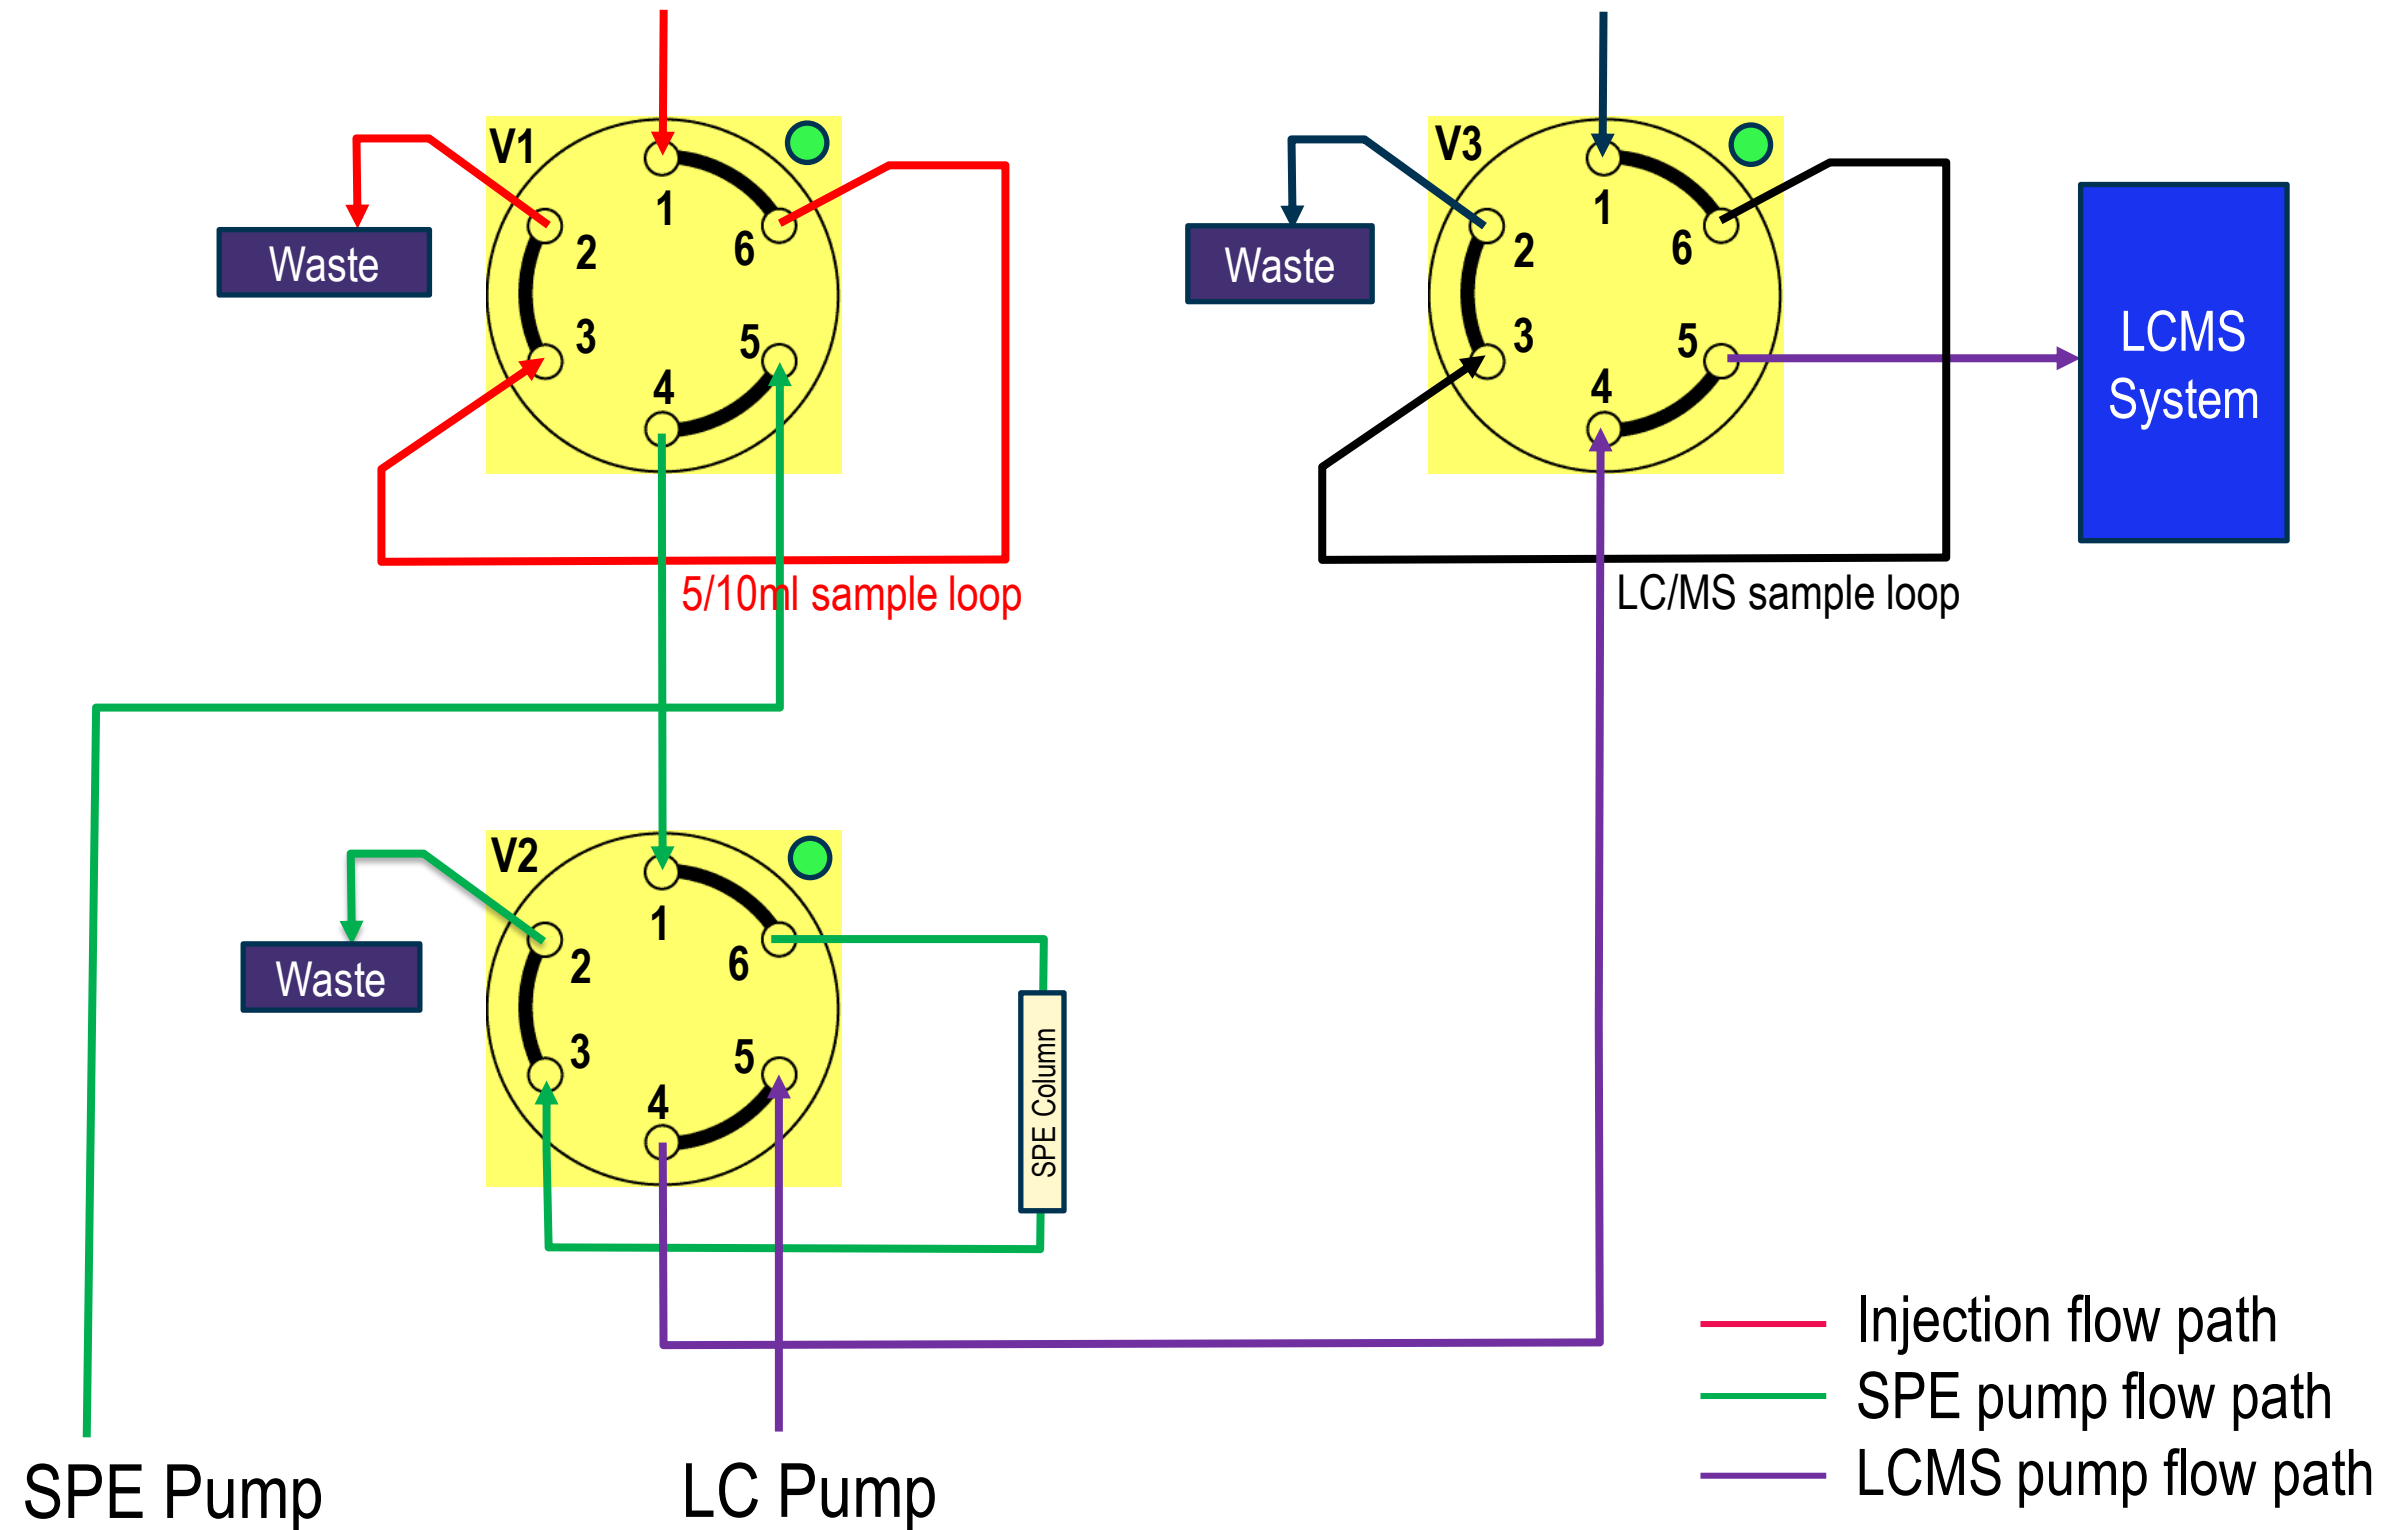 V1
1
2
3
4
5
6
Waste
5/10ml sample loop
V3
1
2
3
4
5
6
Waste
LCMS
System
LC/MS sample loop
V2
1
2
3
4
5
6
Waste
SPE Column
SPE Pump
LC Pump
Injection flow path
SPE pump flow path
LCMS pump flow path